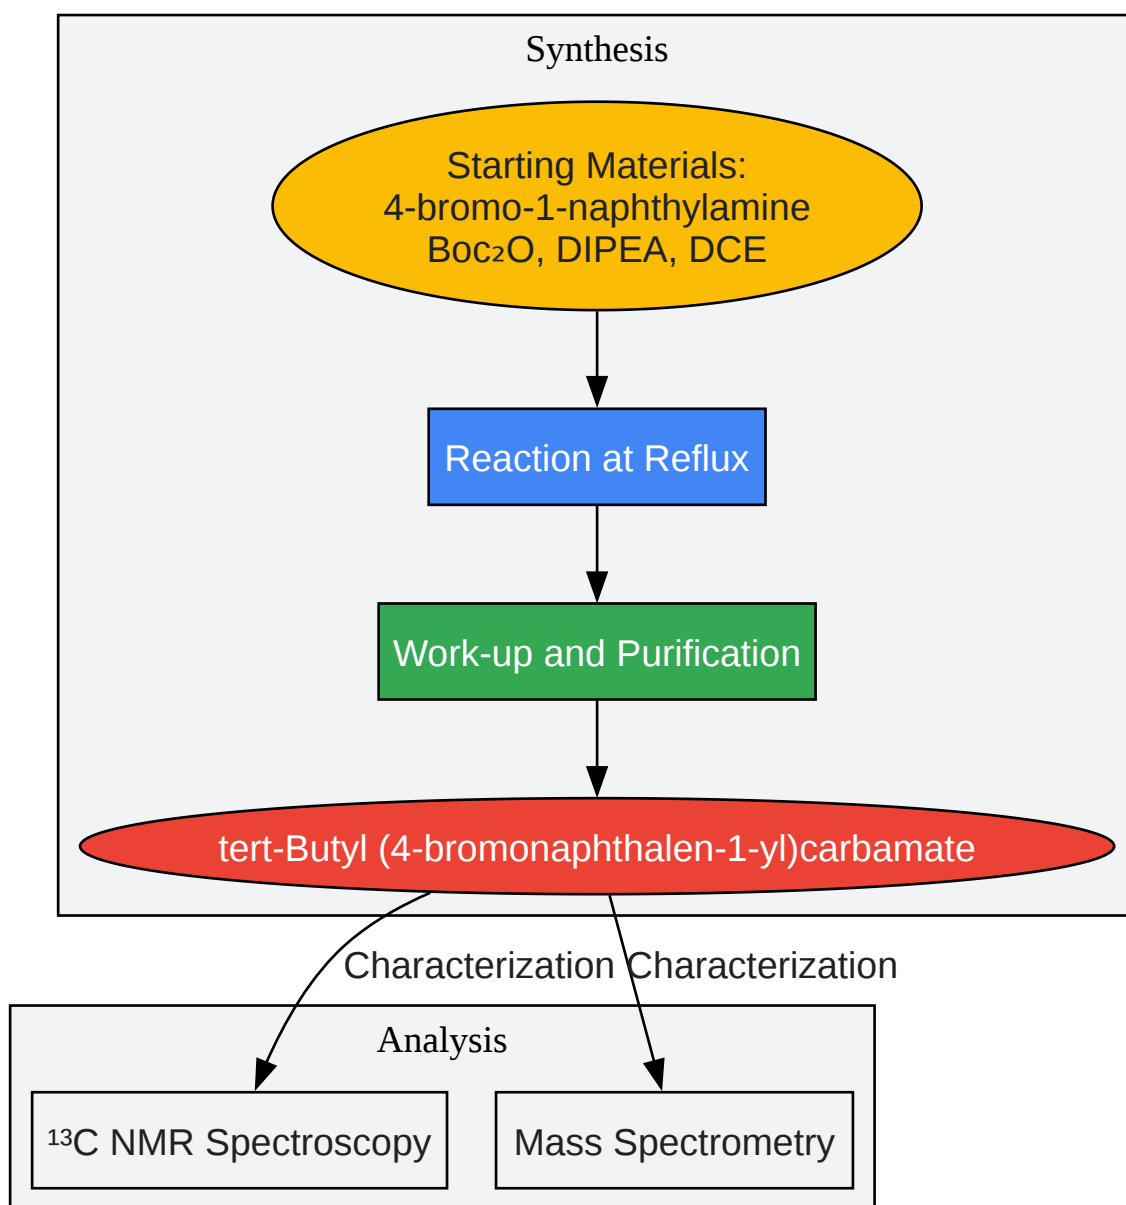 Synthesis
Starting Materials:
4-bromo-1-naphthylamine
Boc₂O, DIPEA, DCE
Reaction at Reflux
Work-up and Purification
tert-Butyl (4-bromonaphthalen-1-yl)carbamate
Characterization
Characterization
Analysis
¹³C NMR Spectroscopy
Mass Spectrometry